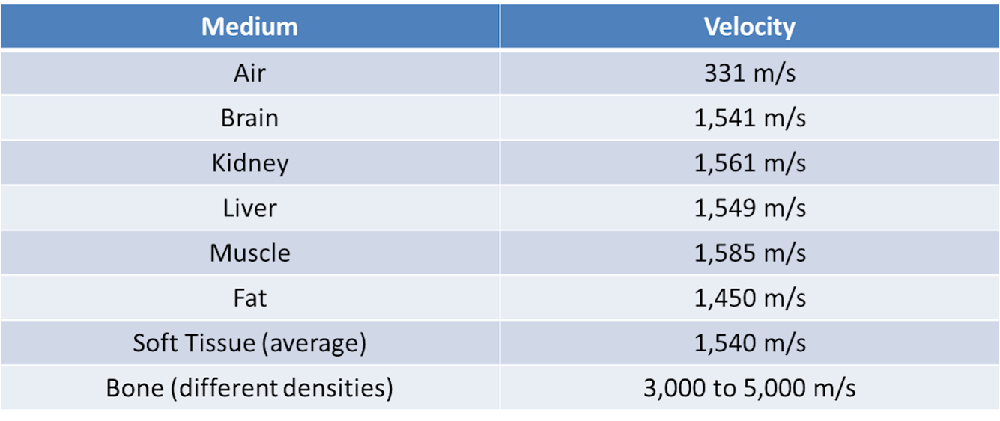 Medium Velocity
Air 331 m/s
Brain 1,541 m/s
Kidney 1,561 m/s
Liver 1,549 m/s
Muscle 1,585 m/s
Fat 1,450 m/s
Soft Tissue (average) 1,540 m/s
Bone (different densities) 3,000 to 5,000 m/s